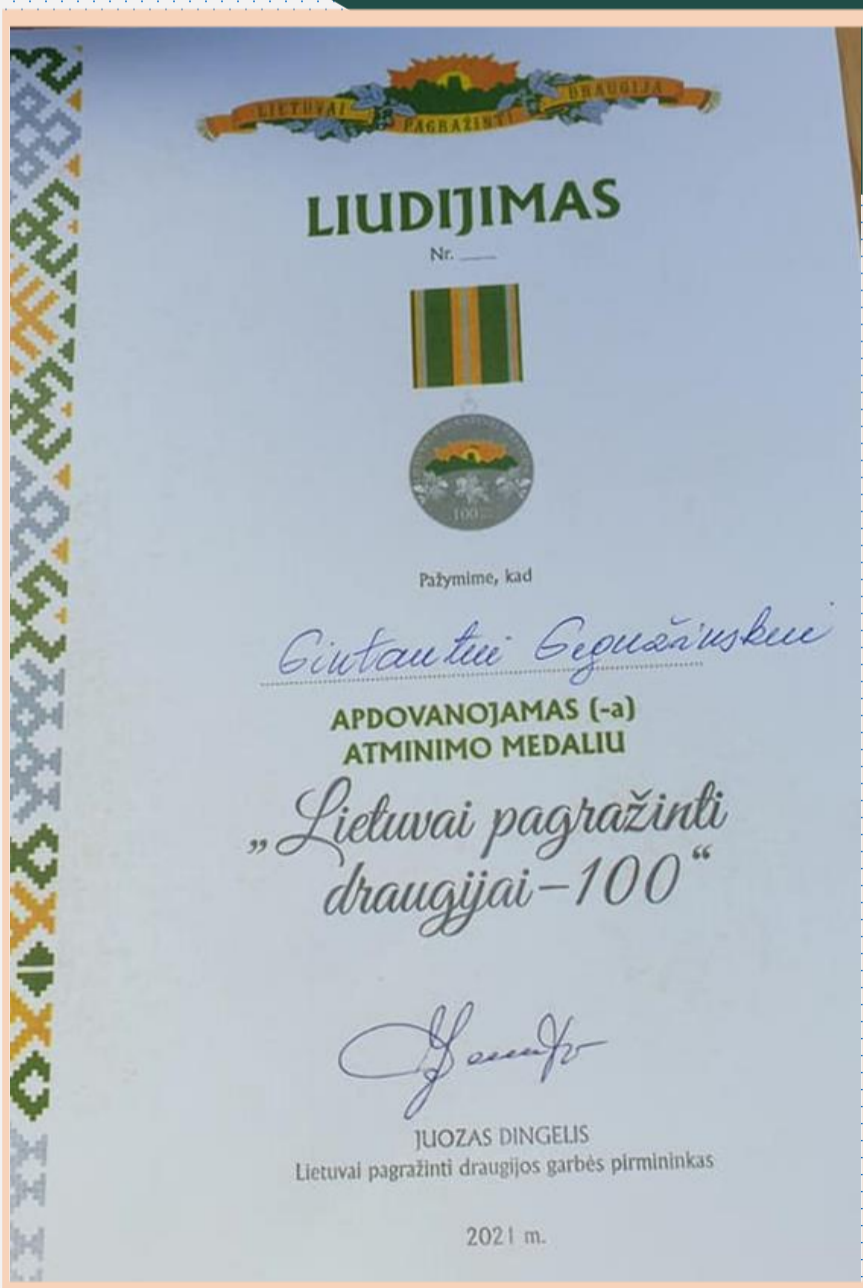 LIETUVAI PAGRAŽINTI DRAUGIJA
LIUDIJIMAS
Nr.
100
Pažymime, kad
Gintautui Gegužinskui
APDOVANOJAMAS (-a)
ATMINIMO MEDALIU
„Lietuvai pagražinti
draugijai–100“
JUOZAS DINGELIS
Lietuvai pagražinti draugijos garbės pirmininkas
2021 m.